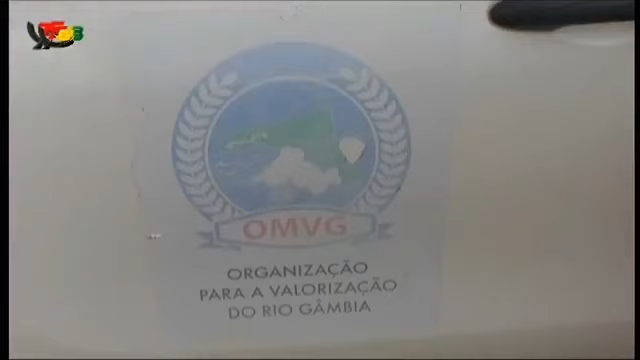 OMVG
ORGANIZAÇÃO
PARA A VALORIZAÇÃO
DO RIO GÂMBIA